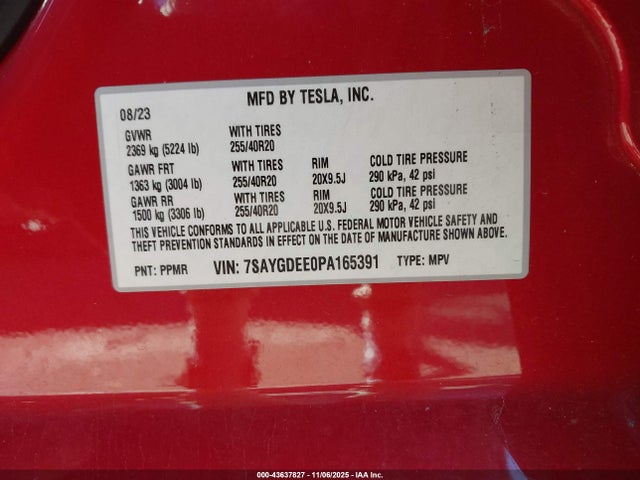 MFD BY TESLA, INC.
08/23
GVWR WITH TIRES
2369 kg (5224 lb) 255/40R20
GAWR FRT WITH TIRES RIM COLD TIRE PRESSURE
1363 kg (3004 lb) 255/40R20 20X9.5J 290 kPa, 42 psi
GAWR RR WITH TIRES RIM COLD TIRE PRESSURE
1500 kg (3306 lb) 255/40R20 20X9.5J 290 kPa, 42 psi
THIS VEHICLE CONFORMS TO ALL APPLICABLE U.S. FEDERAL MOTOR VEHICLE SAFETY AND
THEFT PREVENTION STANDARDS IN EFFECT ON THE DATE OF MANUFACTURE SHOWN ABOVE.
PNT: PPMR VIN: 7SAYGDEE0PA165391 TYPE: MPV
000-43637827 - 11/06/2025 - IAA Inc.